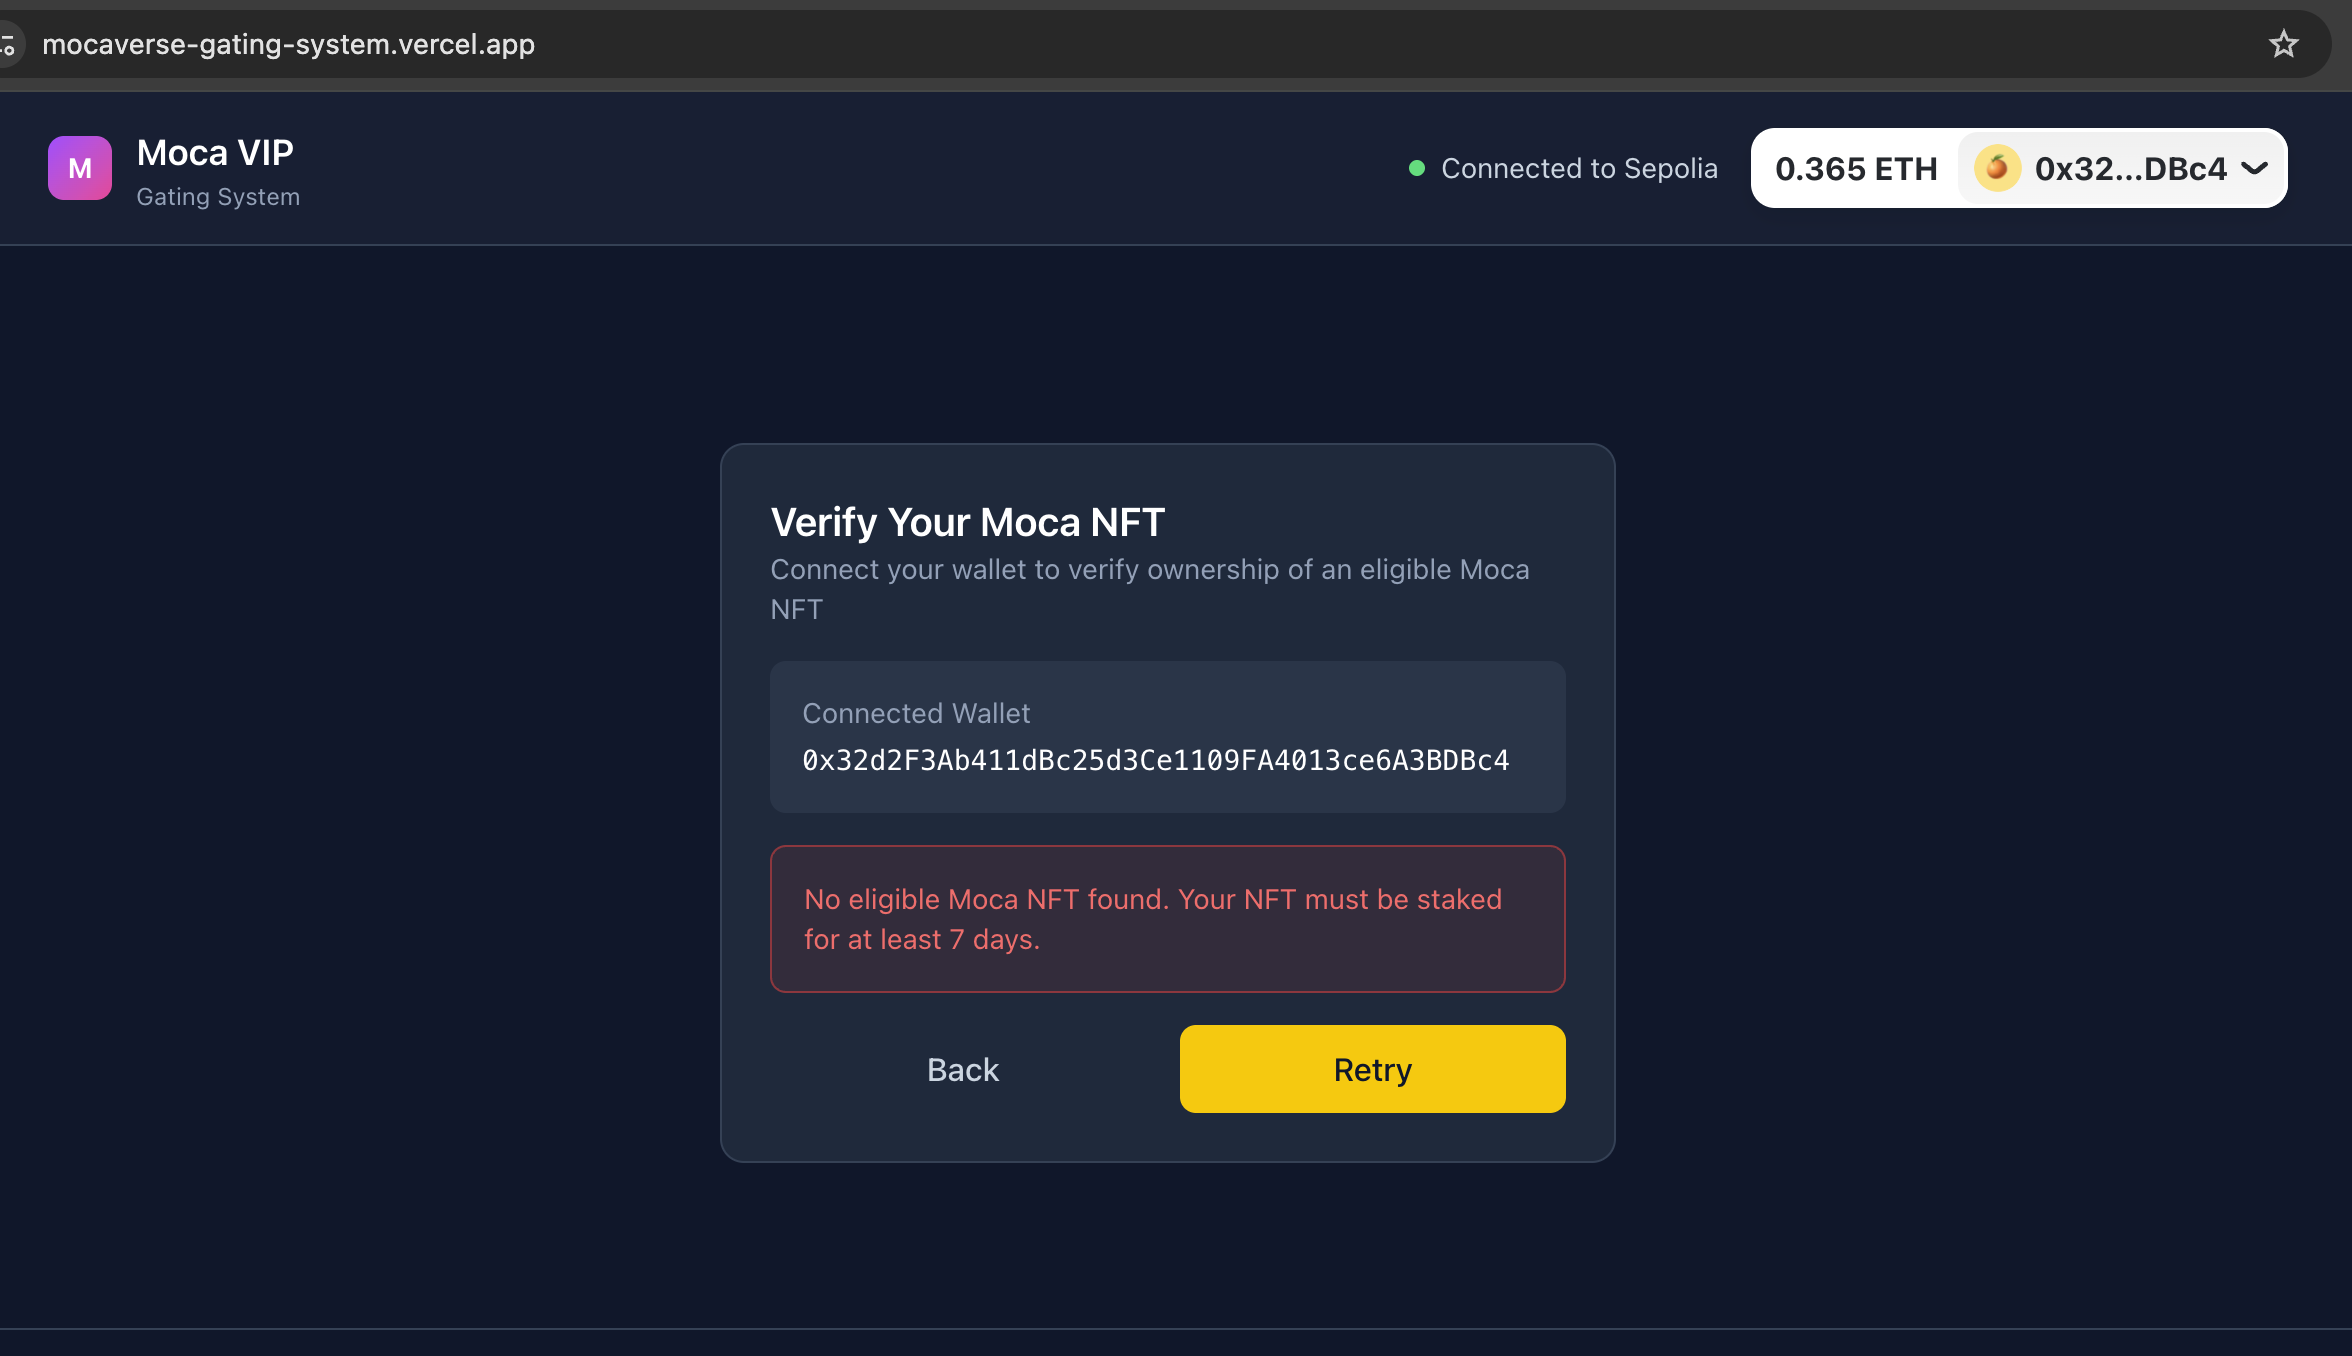 mocaverse-gating-system.vercel.app
M
Moca VIP
Gating System
Connected to Sepolia
0.365 ETH
0x32...DBc4
Verify Your Moca NFT
Connect your wallet to verify ownership of an eligible Moca
NFT
Connected Wallet
0x32d2F3Ab411dBc25d3Ce1109FA4013ce6A3BDBc4
No eligible Moca NFT found. Your NFT must be staked
for at least 7 days.
Back
Retry